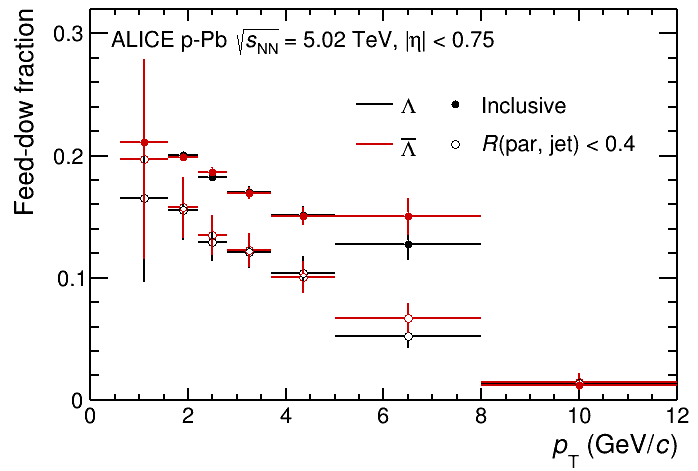 0.3
ALICE p-Pb √sNN = 5.02 TeV, |η| < 0.75
Λ Inclusive
Λ̅ R(par, jet) < 0.4
Feed-dow fraction
0.2
0.1
0
0 2 4 6 8 10 12
pT (GeV/c)